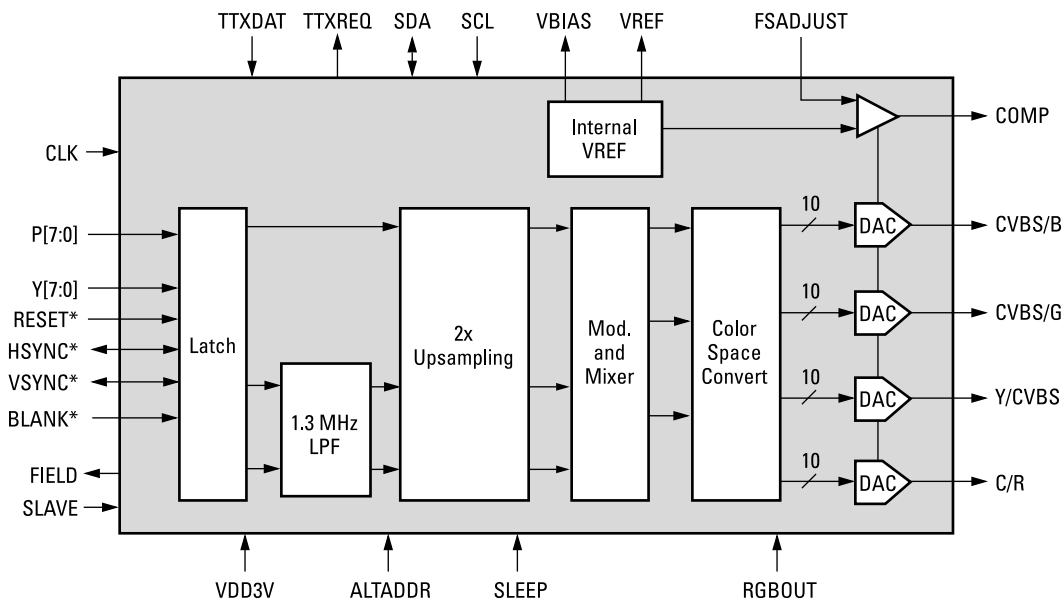 TTXDAT TTXREQ SDA SCL VBIAS VREF FSADJUST
Internal
VREF
COMP
CLK
P[7:0]
Y[7:0]
RESET*
HSYNC*
VSYNC*
BLANK*
FIELD
SLAVE
Latch
1.3 MHz
LPF
2x
Upsampling
Mod.
and
Mixer
Color
Space
Convert
10
DAC
CVBS/B
10
DAC
CVBS/G
10
DAC
Y/CVBS
10
DAC
C/R
VDD3V ALTADDR SLEEP RGBOUT